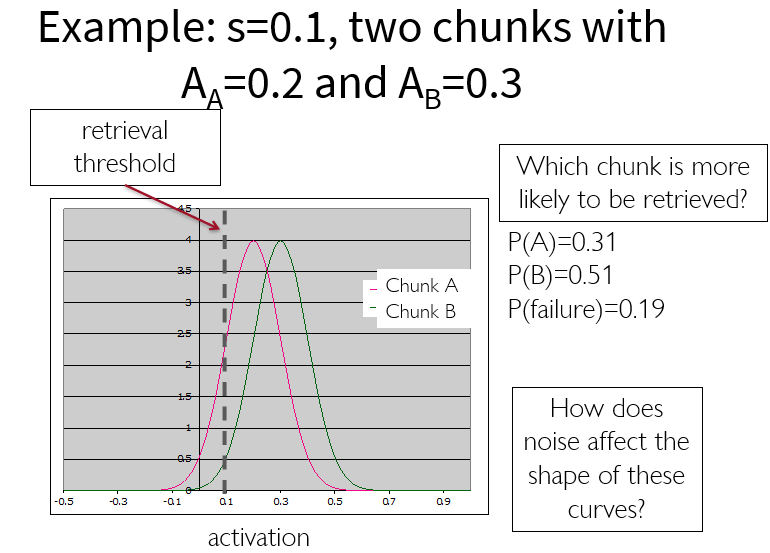 Example: s=0.1, two chunks with
A_A=0.2 and A_B=0.3
retrieval
threshold
Which chunk is more
likely to be retrieved?
P(A)=0.31
P(B)=0.51
P(failure)=0.19
4.5
4
3.5
3
2.5
2
1.5
1
0.5
0
Chunk A
Chunk B
-0.5 -0.3 -0.1 0.1 0.3 0.5 0.7 0.9
activation
How does
noise affect the
shape of these
curves?